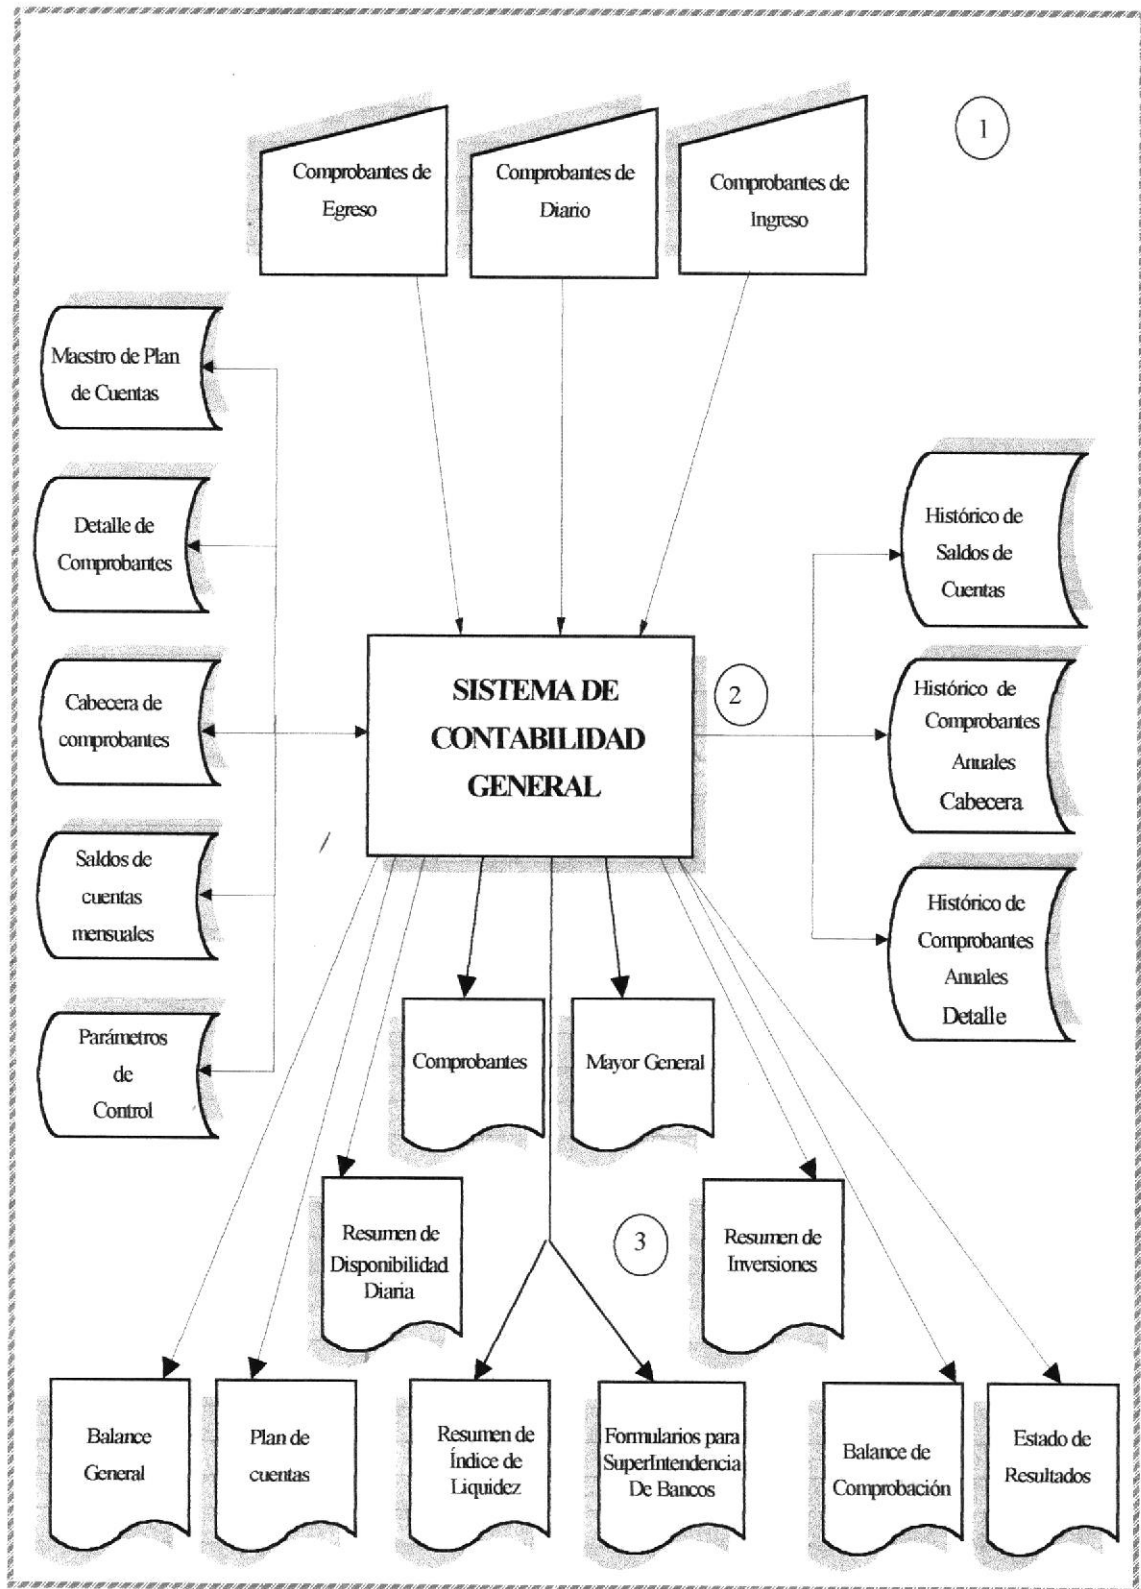 1
Comprobantes de
Egreso
Comprobantes de
Diario
Comprobantes de
Ingreso
Maestro de Plan
de Cuentas
Detalle de
Comprobantes
Cabecera de
comprobantes
Saldos de
cuentas
mensuales
Parámetros
de
Control
SISTEMA DE
CONTABILIDAD
GENERAL
2
Histórico de
Saldos de
Cuentas
Histórico de
Comprobantes
Anuales
Cabecera
Histórico de
Comprobantes
Anuales
Detalle
Comprobantes
Mayor General
Resumen de
Disponibilidad
Diaria
3
Resumen de
Inversiones
Balance
General
Plan de
cuentas
Resumen de
Índice de
Liquidez
Formularios para
SuperIntendencia
De Bancos
Balance de
Comprobación
Estado de
Resultados